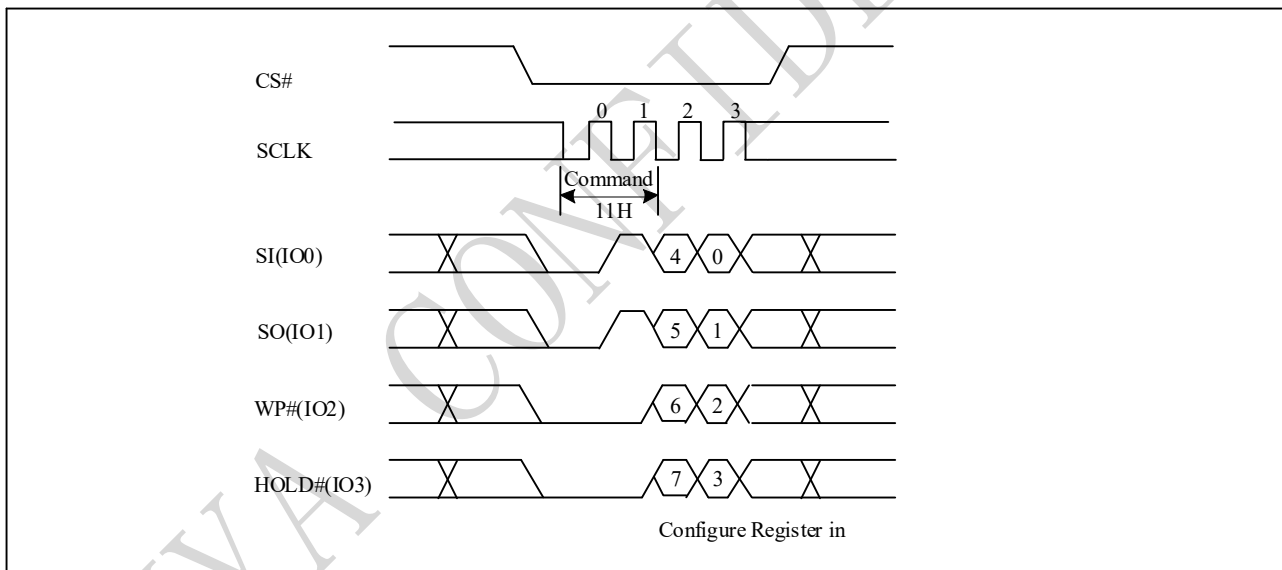 CS#
0 1 2 3
SCLK
Command
11H
SI(IO0) 4 0
SO(IO1) 5 1
WP#(IO2) 6 2
HOLD#(IO3) 7 3
Configure Register in